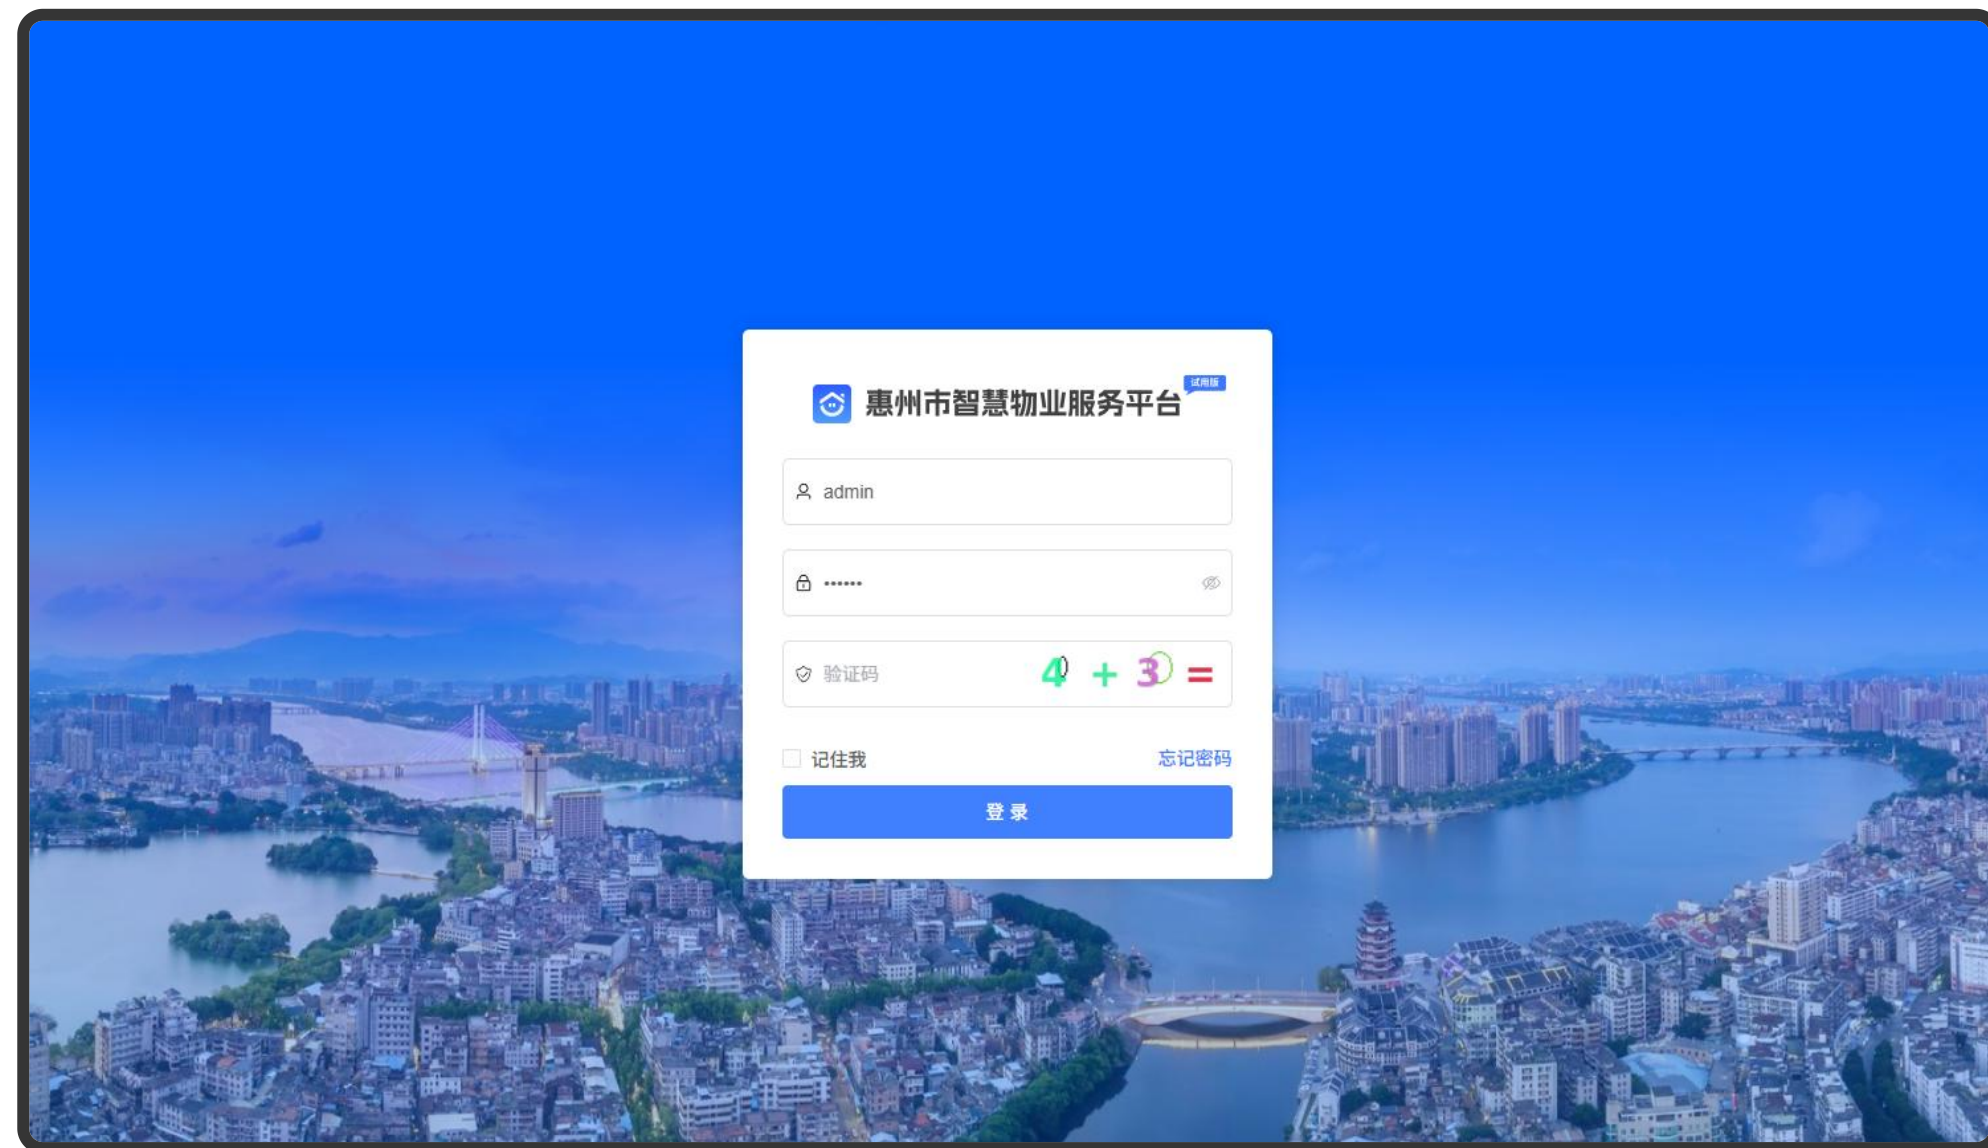 惠州市智慧物业服务平台
试用版
admin
••••••
验证码
4 + 3 =
记住我
忘记密码
登录